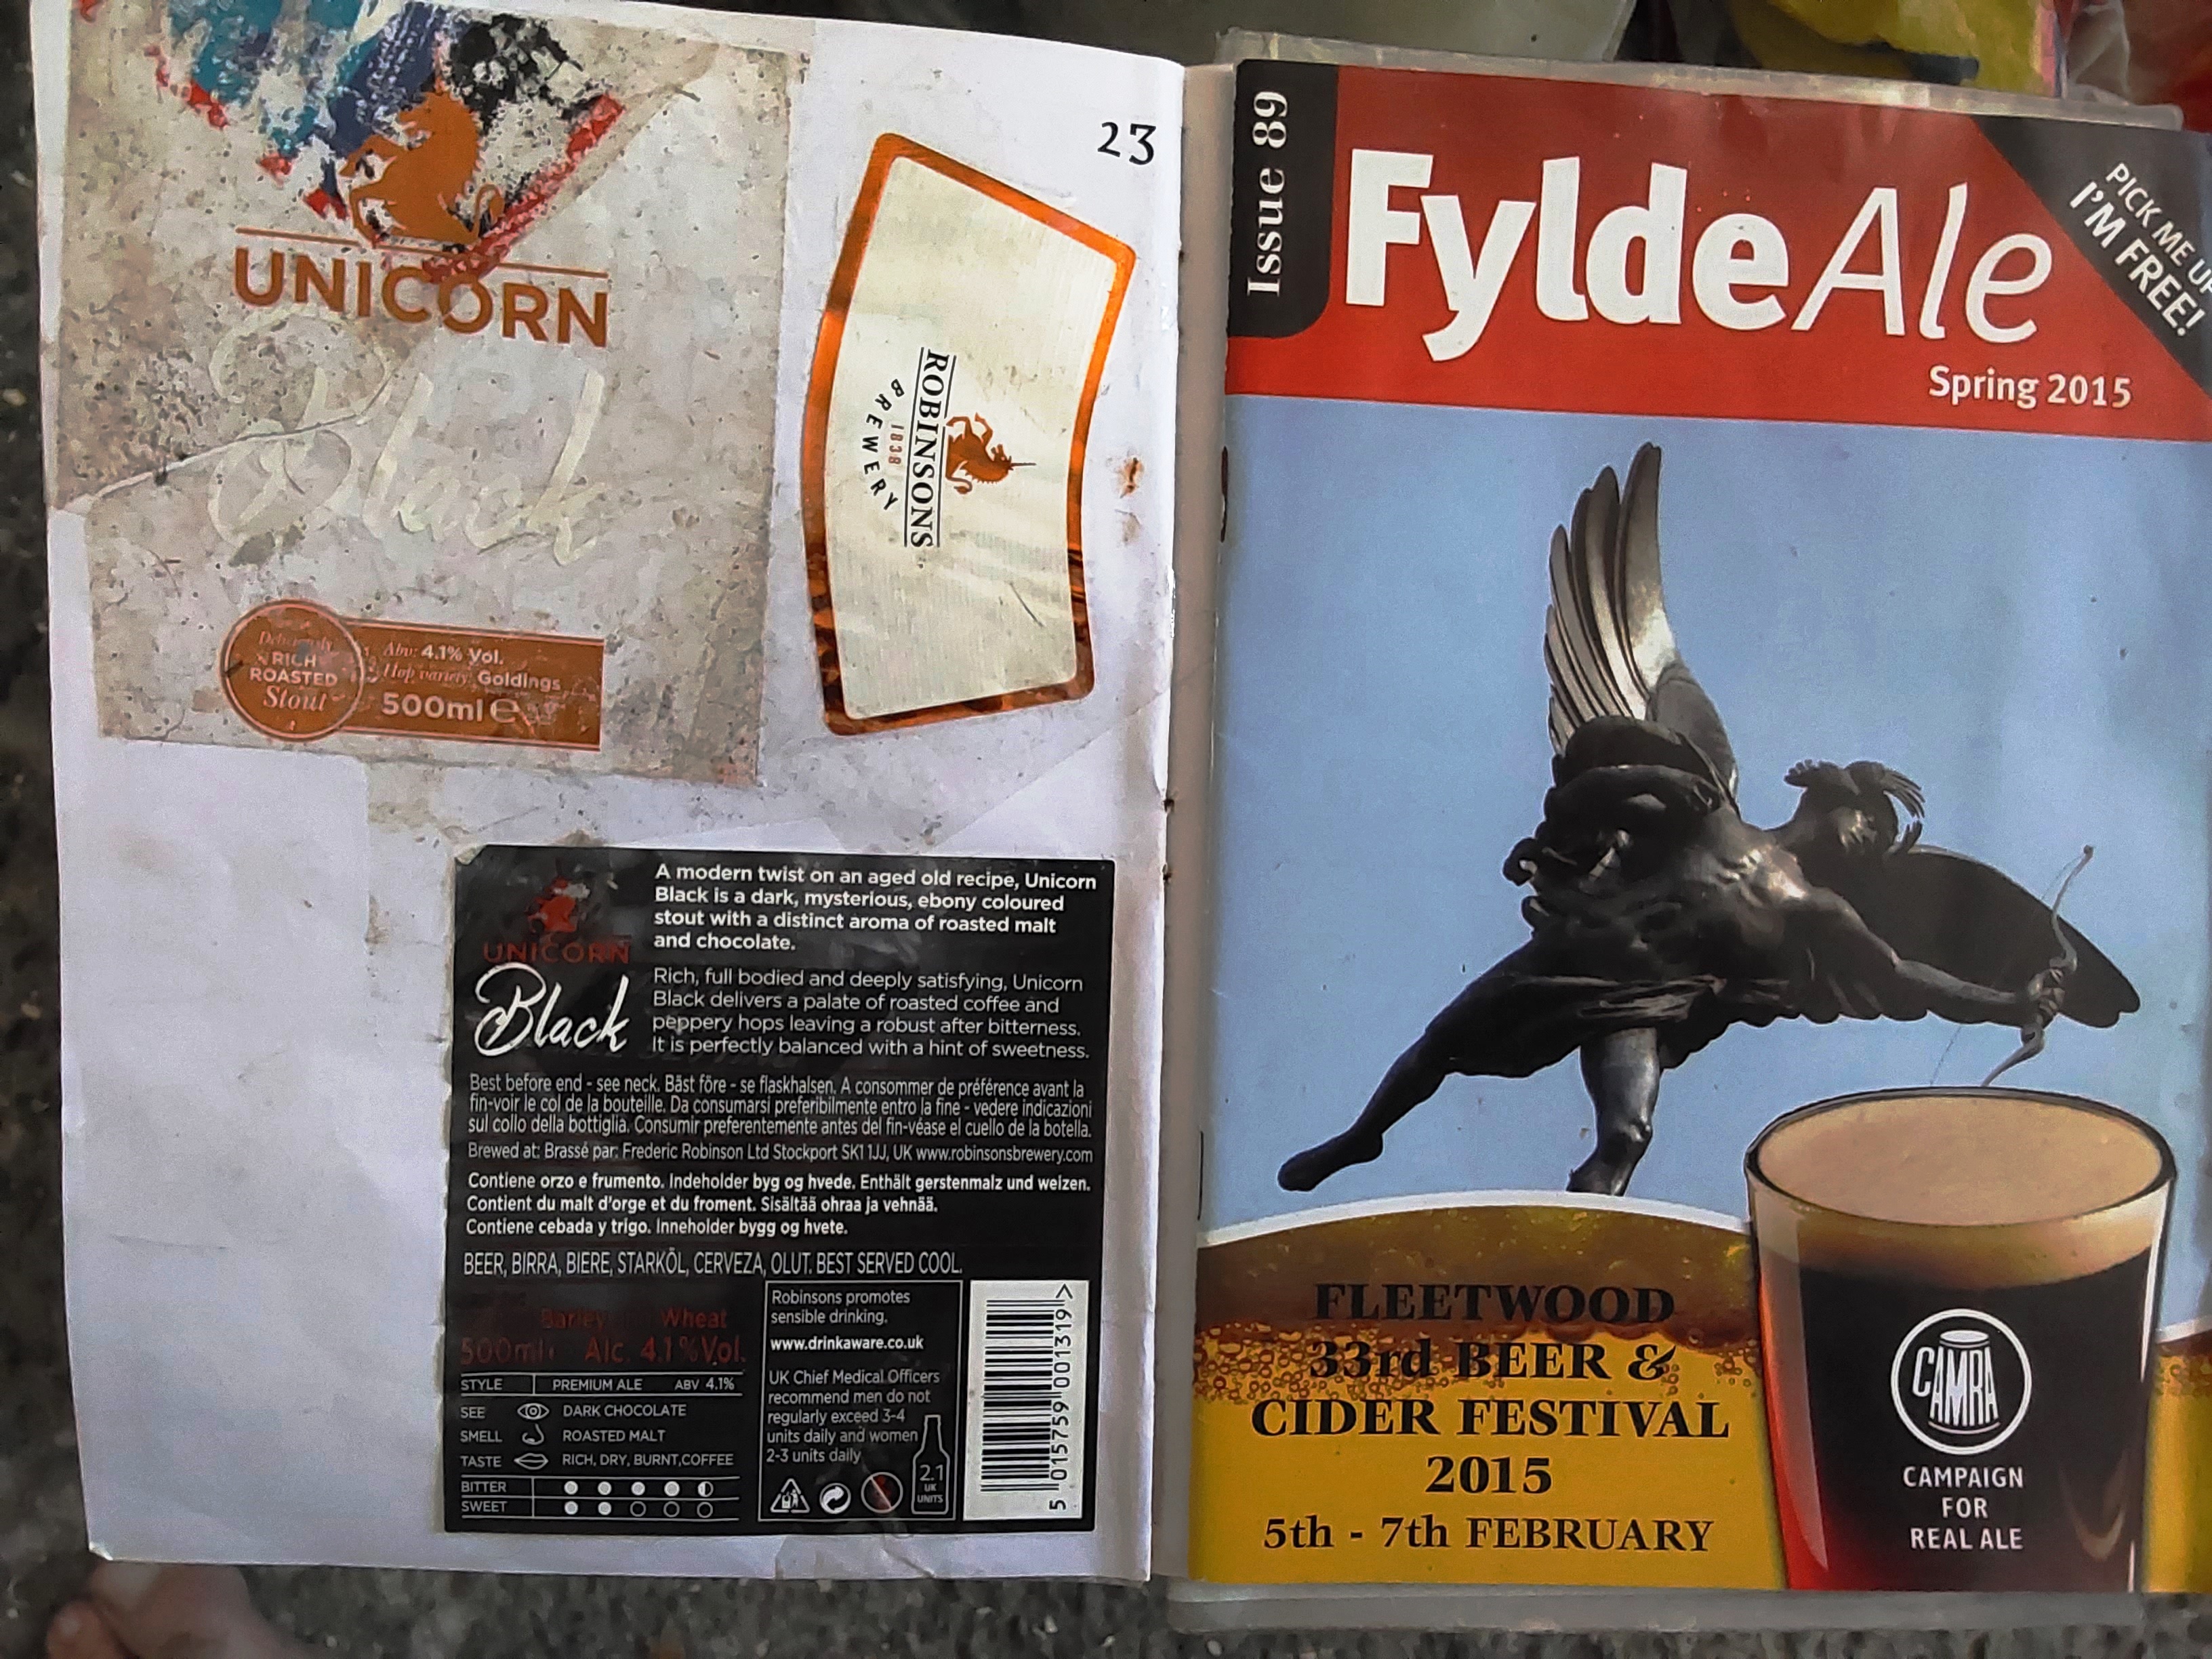 UNICORN
Black
Deliciously
RICH
ROASTED
Stout
Abv: 4.1% Vol.
Hop variety: Goldings
500ml e
23
ROBINSONS
1838
BREWERY
UNICORN
Black
A modern twist on an aged old recipe, Unicorn
Black is a dark, mysterious, ebony coloured
stout with a distinct aroma of roasted malt
and chocolate.
Rich, full bodied and deeply satisfying, Unicorn
Black delivers a palate of roasted coffee and
peppery hops leaving a robust after bitterness.
It is perfectly balanced with a hint of sweetness.
Best before end - see neck. Bäst före - se flaskhalsen. A consommer de préférence avant la
fin-voir le col de la bouteille. Da consumarsi preferibilmente entro la fine - vedere indicazioni
sul collo della bottiglia. Consumir preferentemente antes del fin-véase el cuello de la botella.
Brewed at: Brassé par: Frederic Robinson Ltd Stockport SK1 1JJ, UK www.robinsonsbrewery.com
Contiene orzo e frumento. Indeholder byg og hvede. Enthält gerstenmalz und weizen.
Contient du malt d'orge et du froment. Sisältää ohraa ja vehnää.
Contiene cebada y trigo. Inneholder bygg og hvete.
BEER, BIRRA, BIERE, STARKÖL, CERVEZA, OLUT. BEST SERVED COOL.
Barley Wheat
500ml e Alc. 4.1%Vol.
STYLE PREMIUM ALE ABV 4.1%
SEE DARK CHOCOLATE
SMELL ROASTED MALT
TASTE RICH, DRY, BURNT,COFFEE
BITTER
SWEET
Robinsons promotes
sensible drinking.
www.drinkaware.co.uk
UK Chief Medical Officers
recommend men do not
regularly exceed 3-4
units daily and women
2-3 units daily
2.1
UK
UNITS
5 015759 001319 >
Issue 89
FyldeAle
PICK ME UP
I'M FREE!
Spring 2015
FLEETWOOD
33rd BEER &
CIDER FESTIVAL
2015
5th - 7th FEBRUARY
CAMRA
CAMPAIGN
FOR
REAL ALE